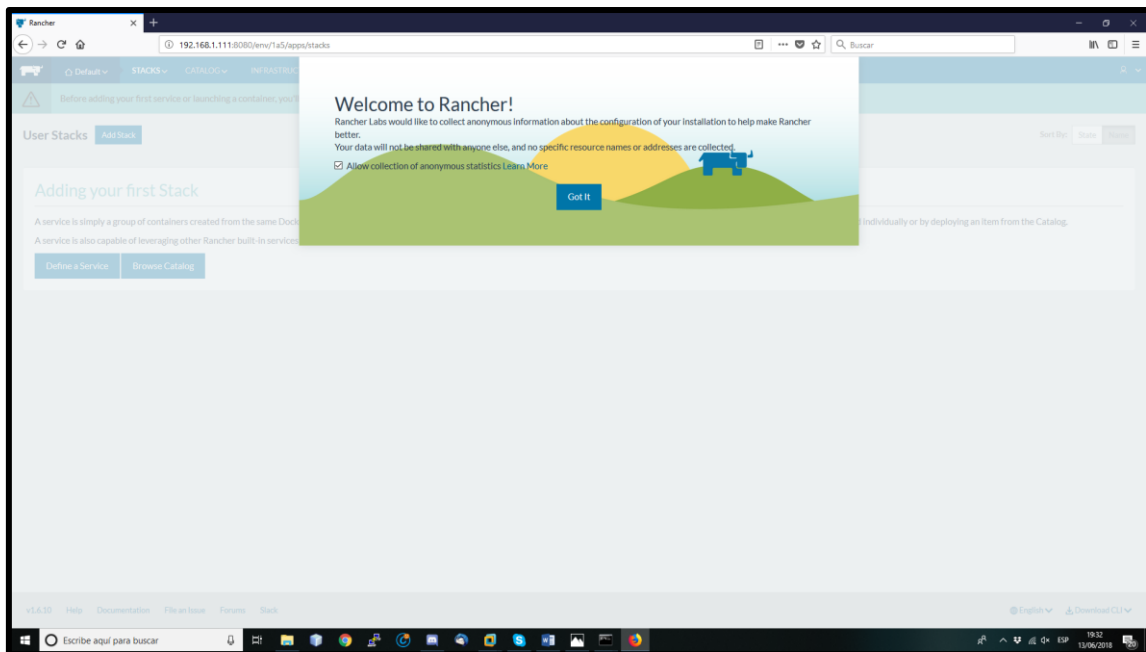 Rancher
192.168.1.111:8080/env/1a5/apps/stacks
Buscar
Default
STACKS
CATALOG
INFRASTRUC
Before adding your first service or launching a container, you'll
Welcome to Rancher!
Rancher Labs would like to collect anonymous information about the configuration of your installation to help make Rancher
better.
Your data will not be shared with anyone else, and no specific resource names or addresses are collected.
Allow collection of anonymous statistics Learn More
Got It
User Stacks
Add Stack
Sort By:
State
Adding your first Stack
A service is simply a group of containers created from the same Dock
individually or by deploying an item from the Catalog.
A service is also capable of leveraging other Rancher built-in services
Define a Service
Browse Catalog
v1.6.10 Help Documentation File an Issue Forums Slack
English
Download CLI
Escribe aquí para buscar
ESP
19:32
13/06/2018